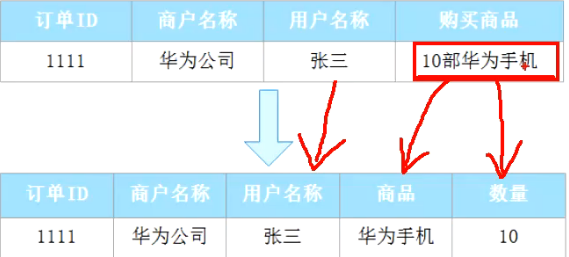 订单ID 商户名称 用户名称 购买商品
1111 华为公司 张三 10部华为手机
订单ID 商户名称 用户名称 商品 数量
1111 华为公司 张三 华为手机 10